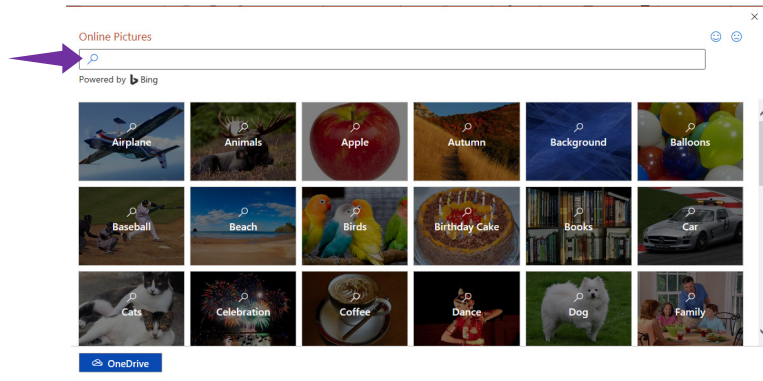 Online Pictures
Powered by Bing
Airplane
Animals
Apple
Autumn
Background
Balloons
Baseball
Beach
Birds
Birthday Cake
Books
Car
Cats
Celebration
Coffee
Dance
Dog
Family
OneDrive